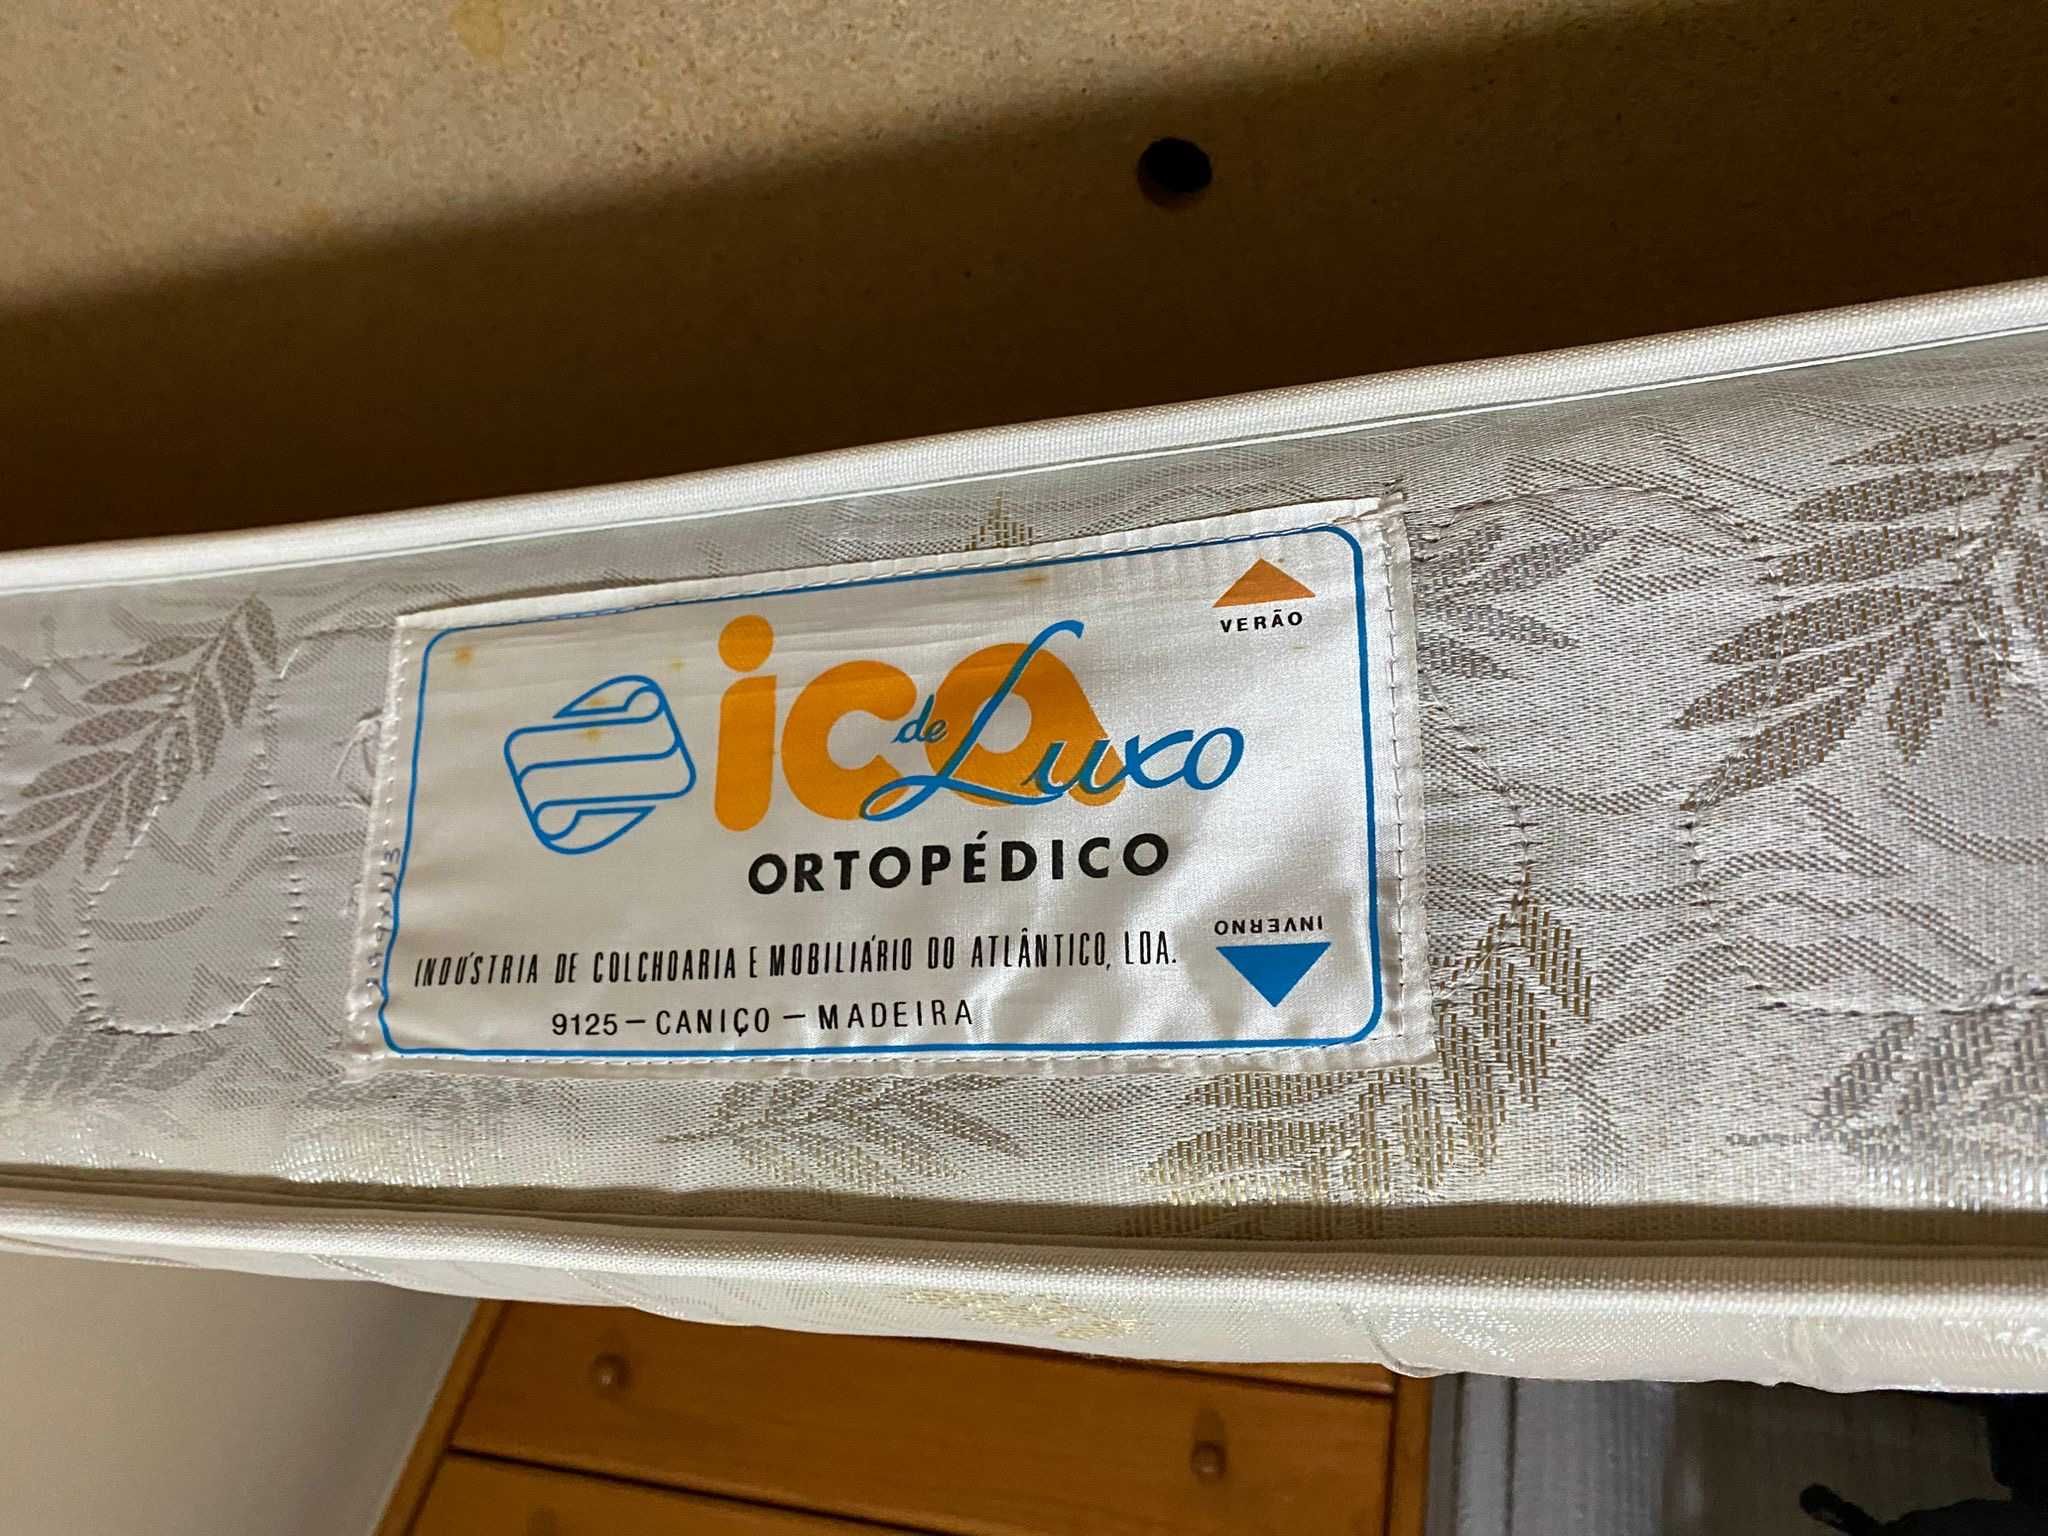 VERÃO
ica
de Luxo
ORTOPÉDICO
INVERNO
INDÚSTRIA DE COLCHOARIA E MOBILIÁRIO DO ATLÂNTICO, LDA.
9125 - CANIÇO - MADEIRA